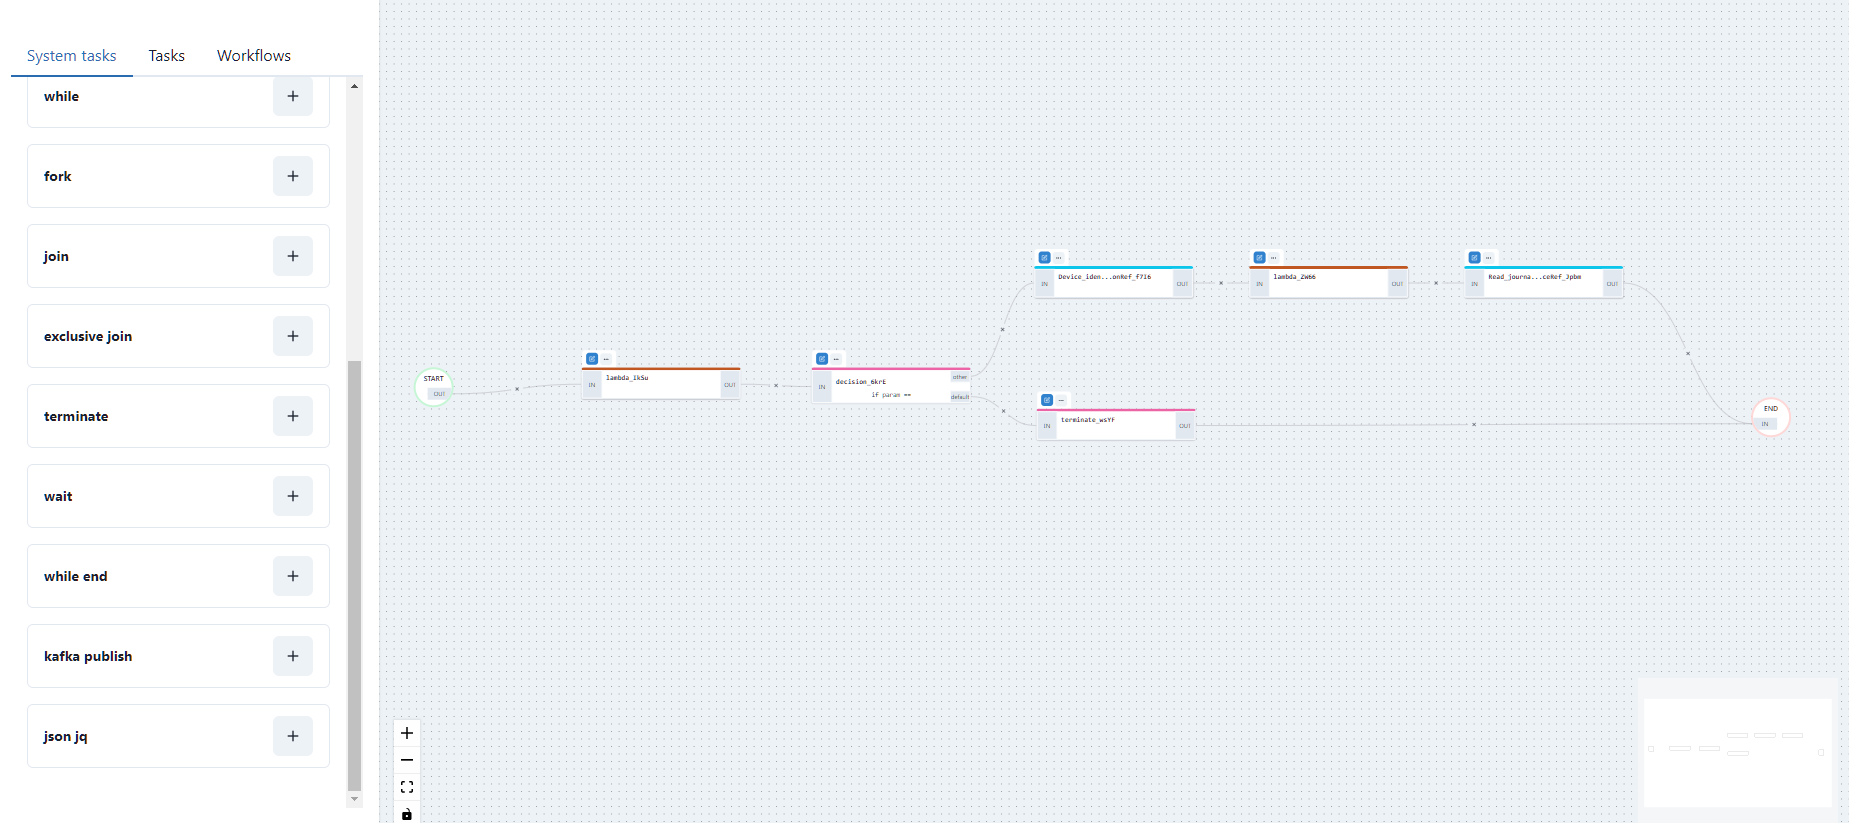 System tasks
Tasks
Workflows
while
fork
join
exclusive join
terminate
wait
while end
kafka publish
json jq
START
OUT
IN
lambda_IkSu
OUT
IN
decision_6krE
if param ==
other
default
IN
Device_iden...onRef_f7I6
OUT
IN
lambda_ZW66
OUT
IN
Read_journa...ceRef_Jpbm
OUT
IN
terminate_wsYF
OUT
END
IN